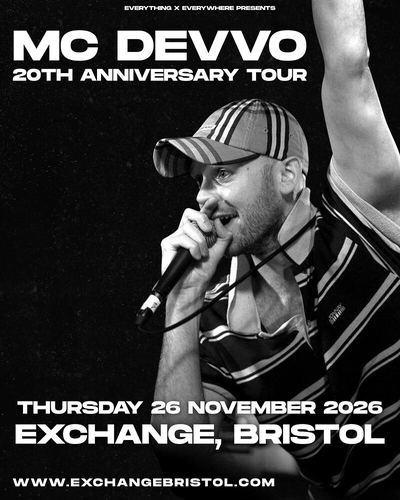 EVERYTHING X EVERYWHERE PRESENTS
MC DEVVO
20TH ANNIVERSARY TOUR
THURSDAY 26 NOVEMBER 2026
EXCHANGE, BRISTOL
WWW.EXCHANGEBRISTOL.COM